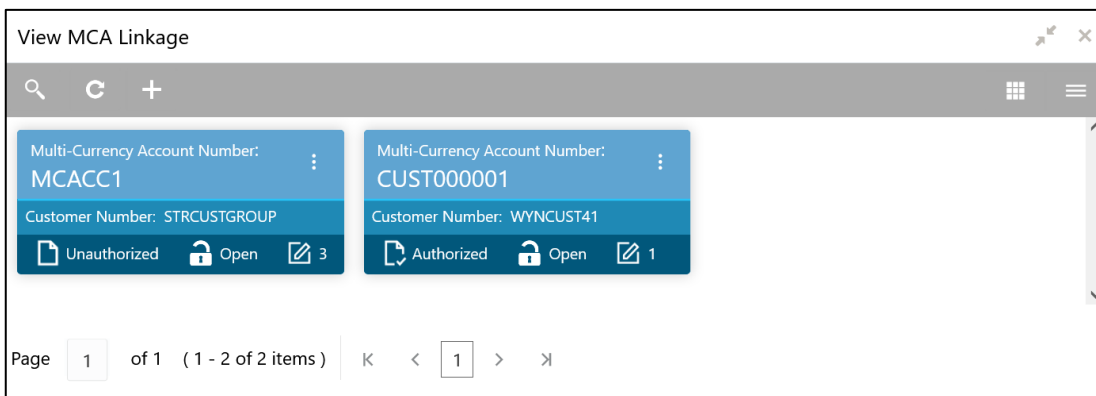 View MCA Linkage
Multi-Currency Account Number:
MCACC1
Customer Number: STRCUSTGROUP
Unauthorized Open 3
Multi-Currency Account Number:
CUST000001
Customer Number: WYNCUST41
Authorized Open 1
Page 1 of 1 ( 1 - 2 of 2 items ) 1